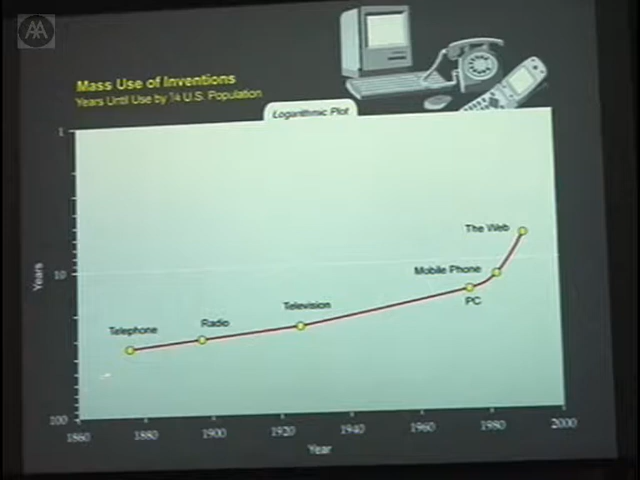 AA
Mass Use of Inventions
Years Until Use by ¼ U.S. Population
Logarithmic Plot
1
10
100
Years
The Web
Mobile Phone
PC
Television
Radio
Telephone
1860 1880 1900 1920 1940 1960 1980 2000
Year